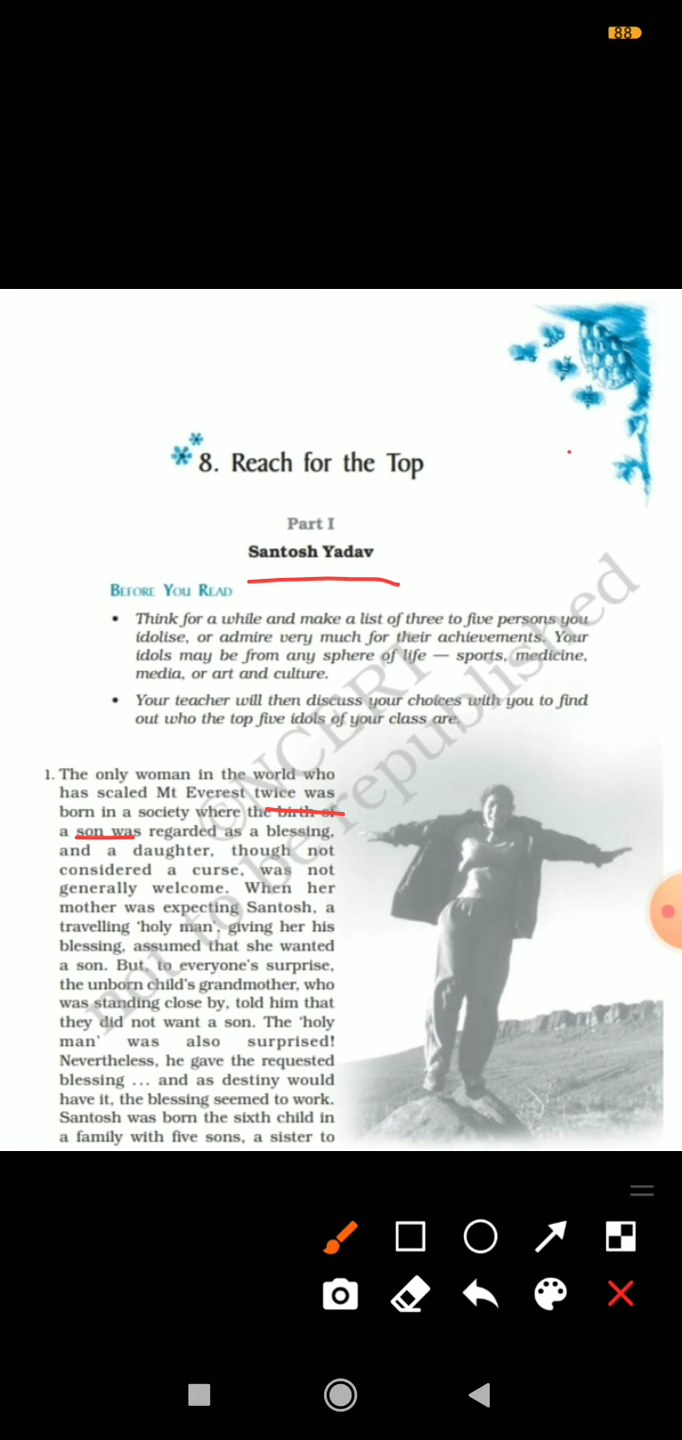 88
8. Reach for the Top
Part I
Santosh Yadav
BEFORE YOU READ
• Think for a while and make a list of three to five persons you
idolise, or admire very much for their achievements. Your
idols may be from any sphere of life — sports, medicine,
media, or art and culture.
• Your teacher will then discuss your choices with you to find
out who the top five idols of your class are.
1. The only woman in the world who
has scaled Mt Everest twice was
born in a society where the birth of
a son was regarded as a blessing,
and a daughter, though not
considered a curse, was not
generally welcome. When her
mother was expecting Santosh, a
travelling ‘holy man’, giving her his
blessing, assumed that she wanted
a son. But, to everyone’s surprise,
the unborn child’s grandmother, who
was standing close by, told him that
they did not want a son. The ‘holy
man’ was also surprised!
Nevertheless, he gave the requested
blessing ... and as destiny would
have it, the blessing seemed to work.
Santosh was born the sixth child in
a family with five sons, a sister to
©NCERT
not to be republished